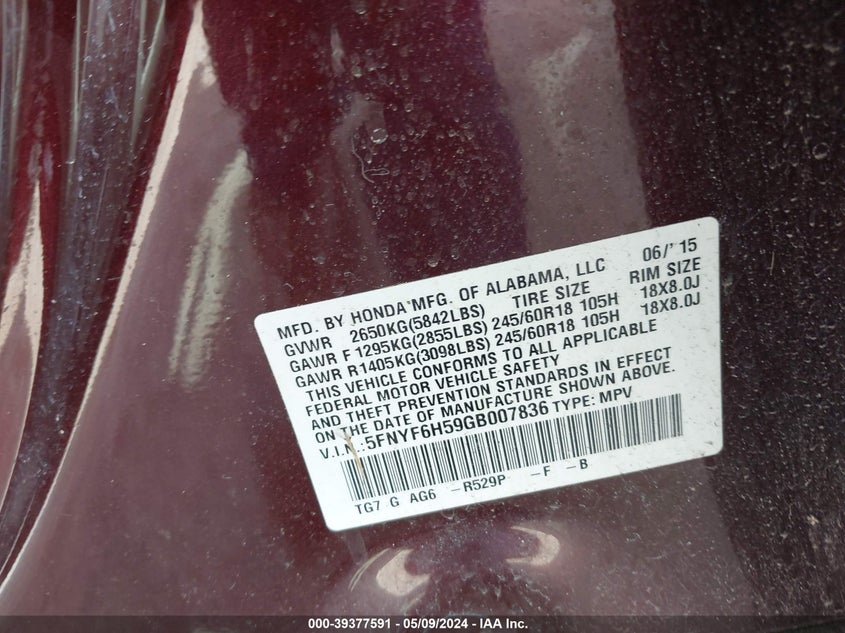 MFD. BY HONDA MFG. OF ALABAMA, LLC 06/'15
GVWR 2650KG(5842LBS) TIRE SIZE RIM SIZE
GAWR F 1295KG(2855LBS) 245/60R18 105H 18X8.0J
GAWR R 1405KG(3098LBS) 245/60R18 105H 18X8.0J
THIS VEHICLE CONFORMS TO ALL APPLICABLE
FEDERAL MOTOR VEHICLE SAFETY
AND THEFT PREVENTION STANDARDS IN EFFECT
ON THE DATE OF MANUFACTURE SHOWN ABOVE.
V.I.N.:5FNYF6H59GB007836 TYPE: MPV
TG7 G AG6 -R529P -F -B
000-39377591 - 05/09/2024 - IAA Inc.